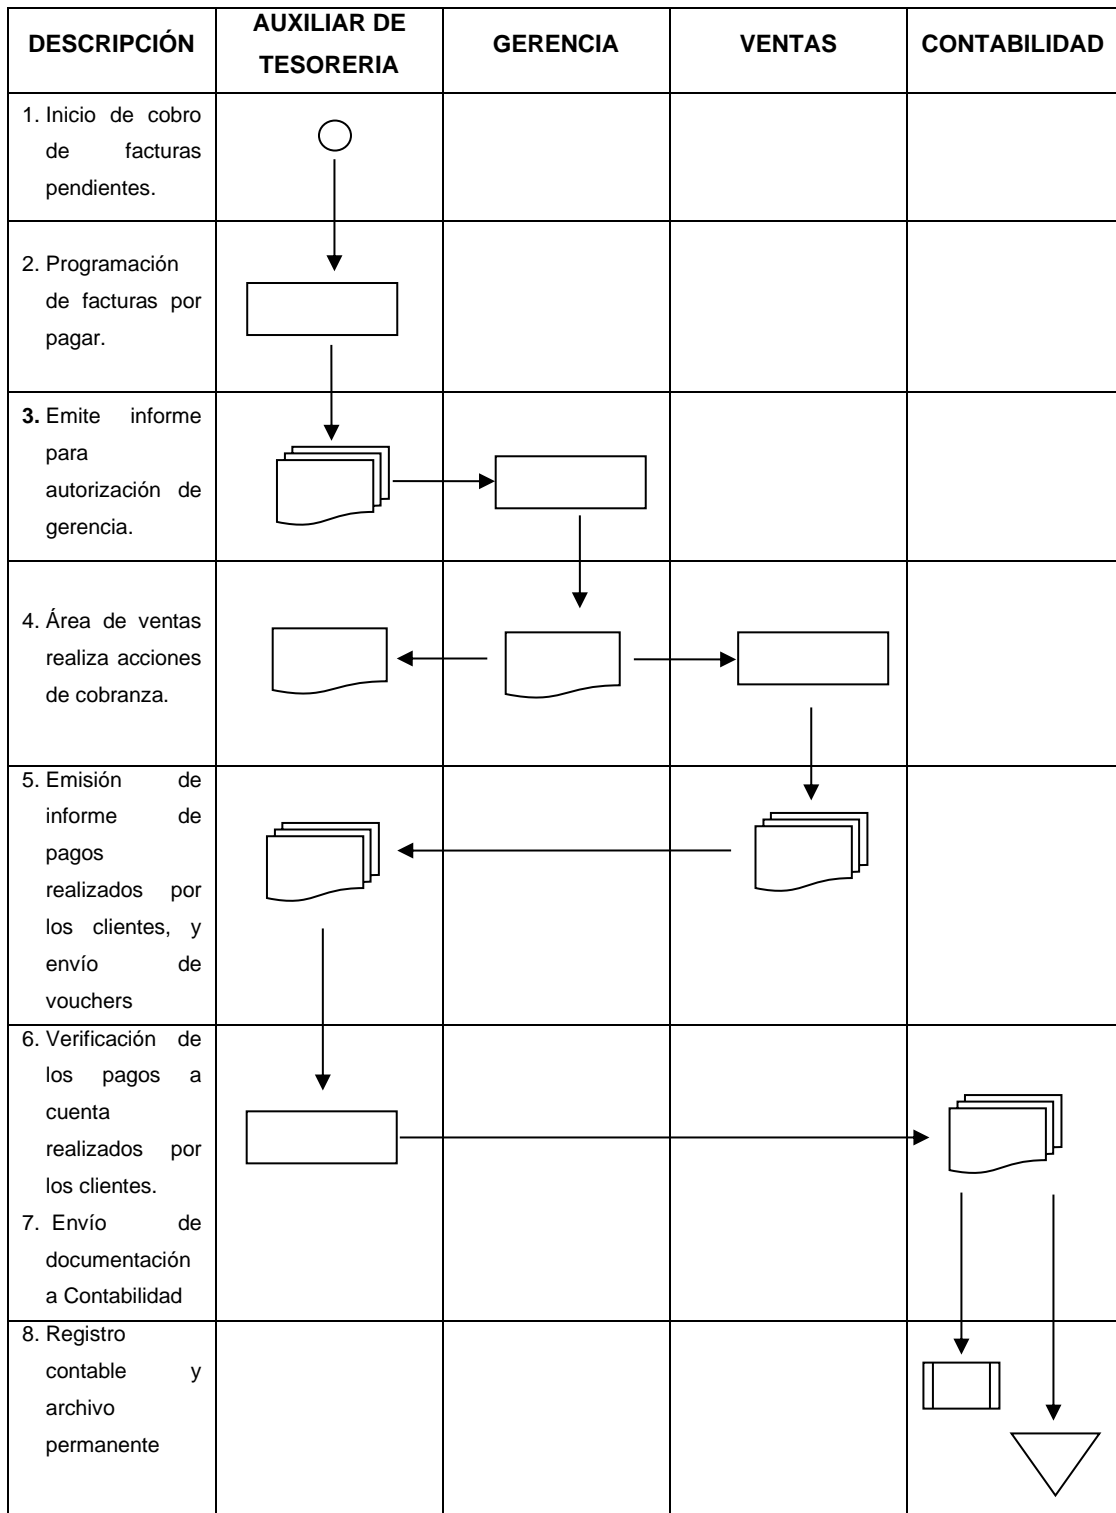 DESCRIPCIÓN
AUXILIAR DE
TESORERIA
GERENCIA
VENTAS
CONTABILIDAD
1. Inicio de cobro
de facturas
pendientes.
2. Programación
de facturas por
pagar.
3. Emite informe
para
autorización de
gerencia.
4. Área de ventas
realiza acciones
de cobranza.
5. Emisión de
informe de
pagos
realizados por
los clientes, y
envío de
vouchers
6. Verificación de
los pagos a
cuenta
realizados por
los clientes.
7. Envío de
documentación
a Contabilidad
8. Registro
contable y
archivo
permanente